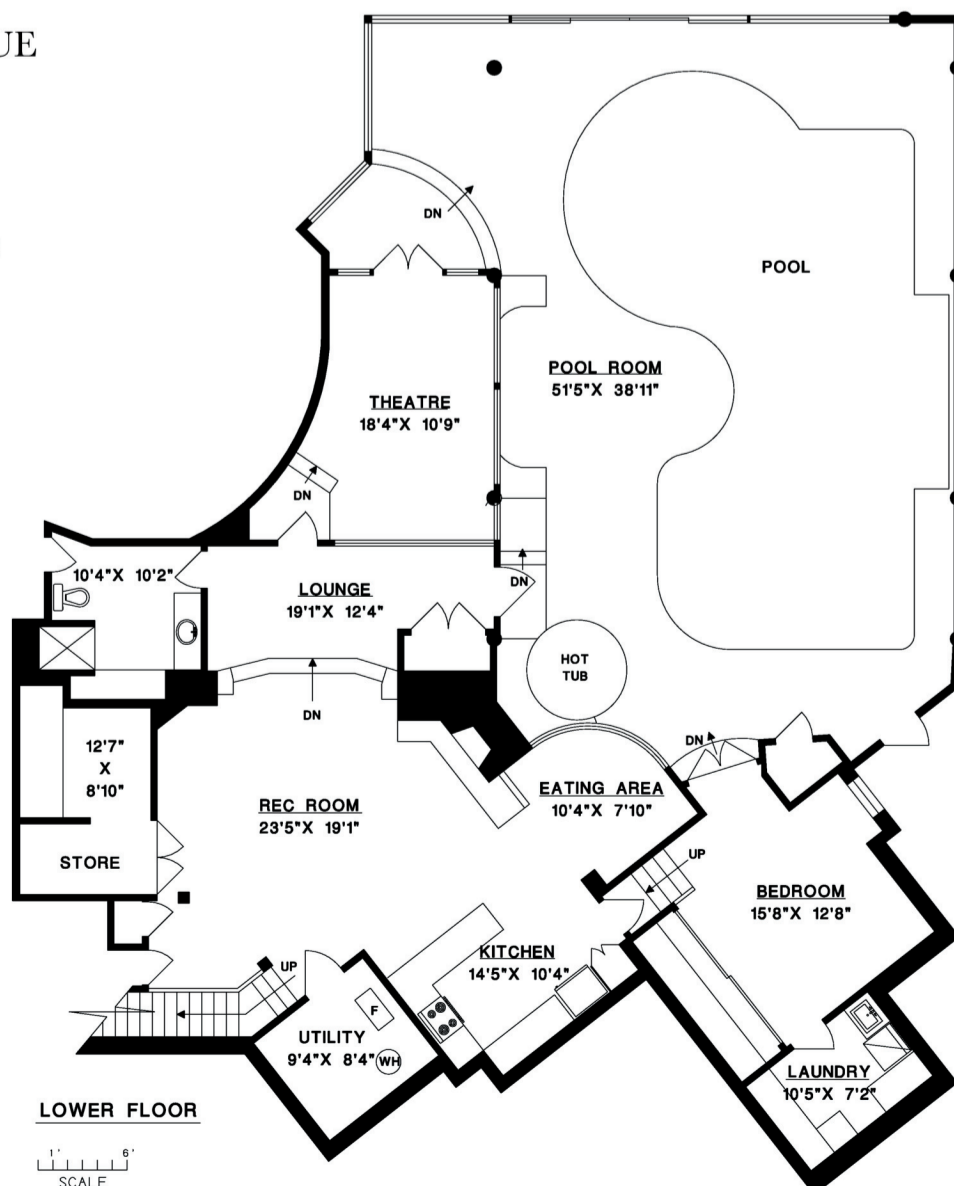 UE
DN
POOL
POOL ROOM
51'5"X 38'11"
THEATRE
18'4"X 10'9"
DN
10'4"X 10'2"
LOUNGE
19'1"X 12'4"
DN
HOT
TUB
DN
DN
12'7"
X
8'10"
REC ROOM
23'5"X 19'1"
EATING AREA
10'4"X 7'10"
STORE
UP
BEDROOM
15'8"X 12'8"
KITCHEN
14'5"X 10'4"
UP
F
UTILITY
9'4"X 8'4"
WH
LAUNDRY
10'5"X 7'2"
LOWER FLOOR
1' 6'
SCALE